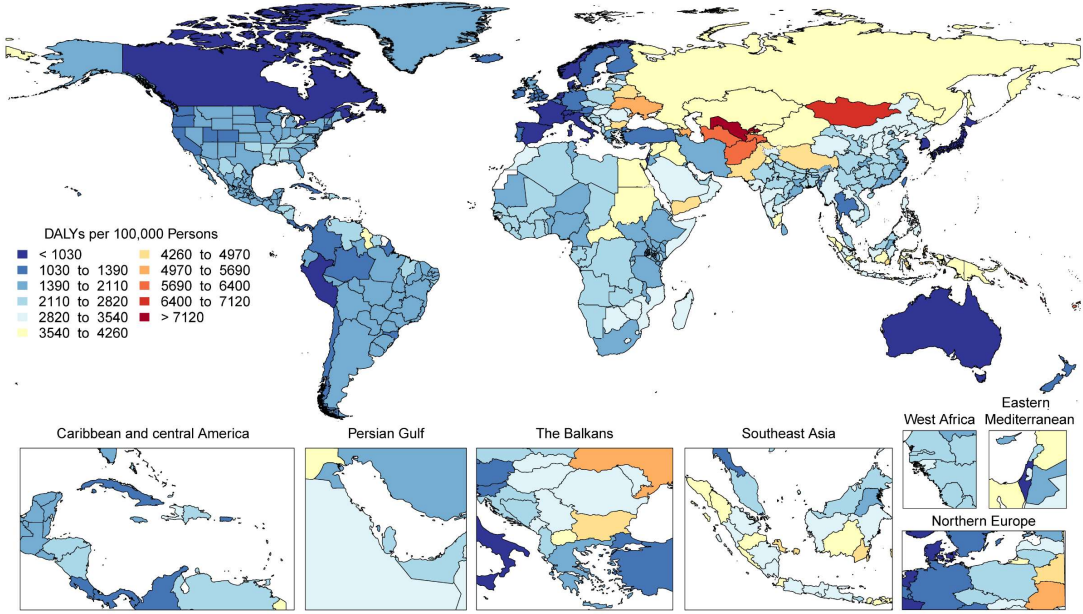 DALYs per 100,000 Persons
< 1030
1030 to 1390
1390 to 2110
2110 to 2820
2820 to 3540
3540 to 4260
4260 to 4970
4970 to 5690
5690 to 6400
6400 to 7120
> 7120
Caribbean and central America
Persian Gulf
The Balkans
Southeast Asia
West Africa
Eastern
Mediterranean
Northern Europe